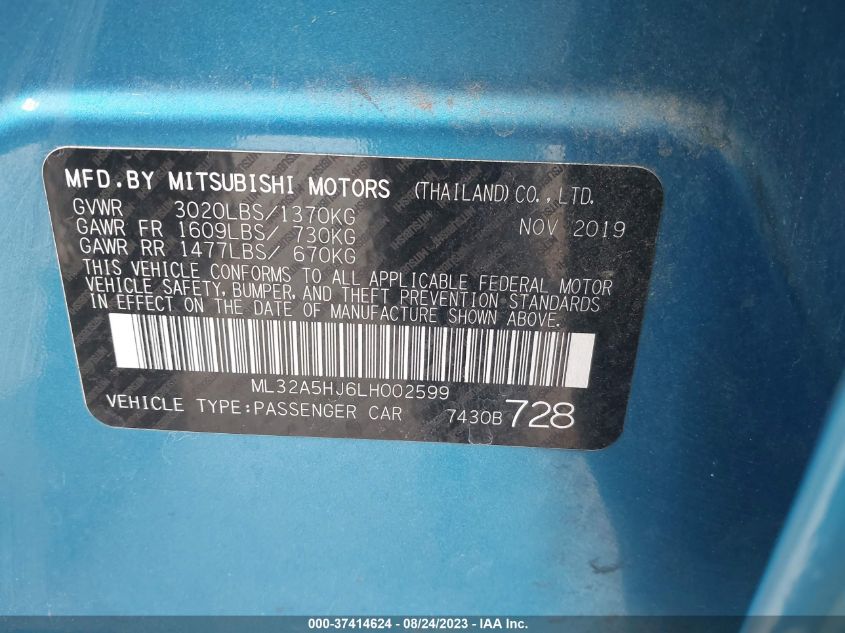 MFD.BY MITSUBISHI MOTORS (THAILAND) CO., LTD.
GVWR 3020LBS/1370KG NOV 2019
GAWR FR 1609LBS/ 730KG
GAWR RR 1477LBS/ 670KG
THIS VEHICLE CONFORMS TO ALL APPLICABLE FEDERAL MOTOR
VEHICLE SAFETY, BUMPER, AND THEFT PREVENTION STANDARDS
IN EFFECT ON THE DATE OF MANUFACTURE SHOWN ABOVE.
ML32A5HJ6LH002599
VEHICLE TYPE:PASSENGER CAR 7430B 728
000-37414624 - 08/24/2023 - IAA Inc.